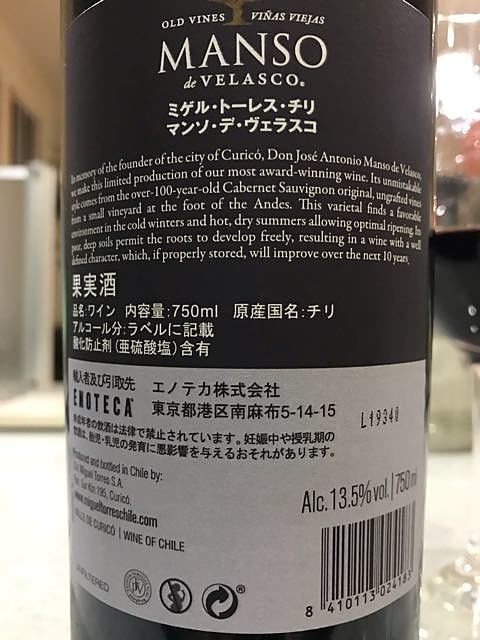 OLD VINES VIÑAS VIEJAS
MANSO
de VELASCO®
ミゲル・トーレス・チリ
マンソ・デ・ヴェラスコ
In memory of the founder of the city of Curicó, Don José Antonio Manso de Velasco,
we make this limited production of our most award-winning wine. Its unmistakable
style comes from the over-100-year-old Cabernet Sauvignon original, ungrafted vines
from a small vineyard at the foot of the Andes. This varietal finds a favorable
environment in the cold winters and hot, dry summers allowing optimal ripening. Its
poor, deep soils permit the roots to develop freely, resulting in a wine with a well
defined character, which, if properly stored, will improve over the next 10 years.
果実酒
品名:ワイン 内容量:750ml 原産国名:チリ
アルコール分:ラベルに記載
酸化防止剤(亜硫酸塩)含有
輸入者及び引取先 エノテカ株式会社
ENOTECA® 東京都港区南麻布5-14-15
L19340
未成年者の飲酒は法律で禁止されています。妊娠中や授乳期の
飲酒は、胎児・乳児の発育に悪影響を与えるおそれがあります。
Produced and bottled in Chile by:
Miguel Torres S.A.
Pan. Sur Km 195, Curicó.
www.migueltorreschile.com
VALLE DE CURICÓ | WINE OF CHILE
Alc. 13.5% vol. | 750 ml
UNFILTERED
8 410113 024183